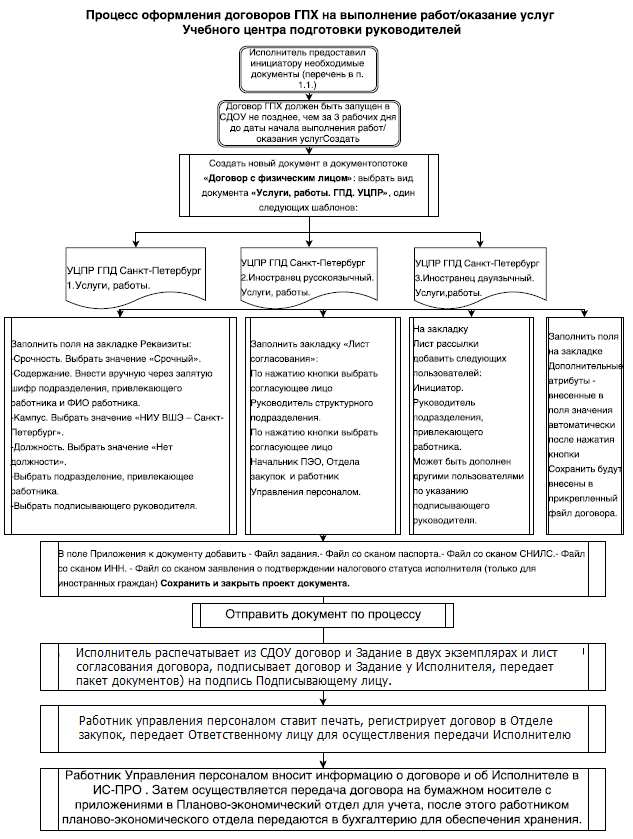 Процесс оформления договоров ГПХ на выполнение работ/оказание услуг
Учебного центра подготовки руководителей
Исполнитель предоставил
инициатору необходимые
документы (перечень в п.
1.1.)
Договор ГПХ должен быть запущен в
СДОУ не позднее, чем за 3 рабочих дня
до даты начала выполнения работ/
оказания услугСоздать
Создать новый документ в документопотоке
«Договор с физическим лицом»: выбрать вид
документа «Услуги, работы. ГПД. УЦПР», один
следующих шаблонов:
УЦПР ГПД Санкт-Петербург
1.Услуги, работы.
УЦПР ГПД Санкт-Петербург
2.Иностранец русскоязычный.
Услуги, работы.
УЦПР ГПД Санкт-Петербург
3.Иностранец двуязычный.
Услуги,работы.
Заполнить поля на закладке Реквизиты:
-Срочность. Выбрать значение «Срочный».
-Содержание. Внести вручную через запятую
шифр подразделения, привлекающего
работника и ФИО работника.
-Кампус. Выбрать значение «НИУ ВШЭ – Санкт-
Петербург».
-Должность. Выбрать значение «Нет
должности».
-Выбрать подразделение, привлекающее
работника.
-Выбрать подписывающего руководителя.
Заполнить закладку «Лист
согласования»:
По нажатию кнопки выбрать
согласующее лицо
Руководитель структурного
подразделения.
По нажатию кнопки выбрать
согласующее лицо
Начальник ПЭО, Отдела
закупок и работник
Управления персоналом.
На закладку
Лист рассылки
добавить следующих
пользователей:
Инициатор.
Руководитель
подразделения,
привлекающего
работника.
Может быть дополнен
другими пользователями
по указанию
подписывающего
руководителя.
Заполнить поля
на закладке
Дополнительные
атрибуты -
внесенные в
поля значения
автоматически
после нажатия
кнопки
Сохранить будут
внесены в
прикрепленный
файл договора.
В поле Приложения к документу добавить - Файл задания.- Файл со сканом паспорта.- Файл со сканом СНИЛС.- Файл
со сканом ИНН. - Файл со сканом заявления о подтверждении налогового статуса исполнителя (только для
иностранных граждан) Сохранить и закрыть проект документа.
Отправить документ по процессу
Исполнитель распечатывает из СДОУ договор и Задание в двух экземплярах и лист
согласования договора, подписывает договор и Задание у Исполнителя, передает
пакет документов) на подпись Подписывающему лицу.
Работник управления персоналом ставит печать, регистрирует договор в Отделе
закупок, передает Ответственному лицу для осуществления передачи Исполнителю
Работник Управления персоналом вносит информацию о договоре и об Исполнителе в
ИС-ПРО . Затем осуществляется передача договора на бумажном носителе с
приложениями в Планово-экономический отдел для учета, после этого работником
планово-экономического отдела передаются в бухгалтерию для обеспечения хранения.